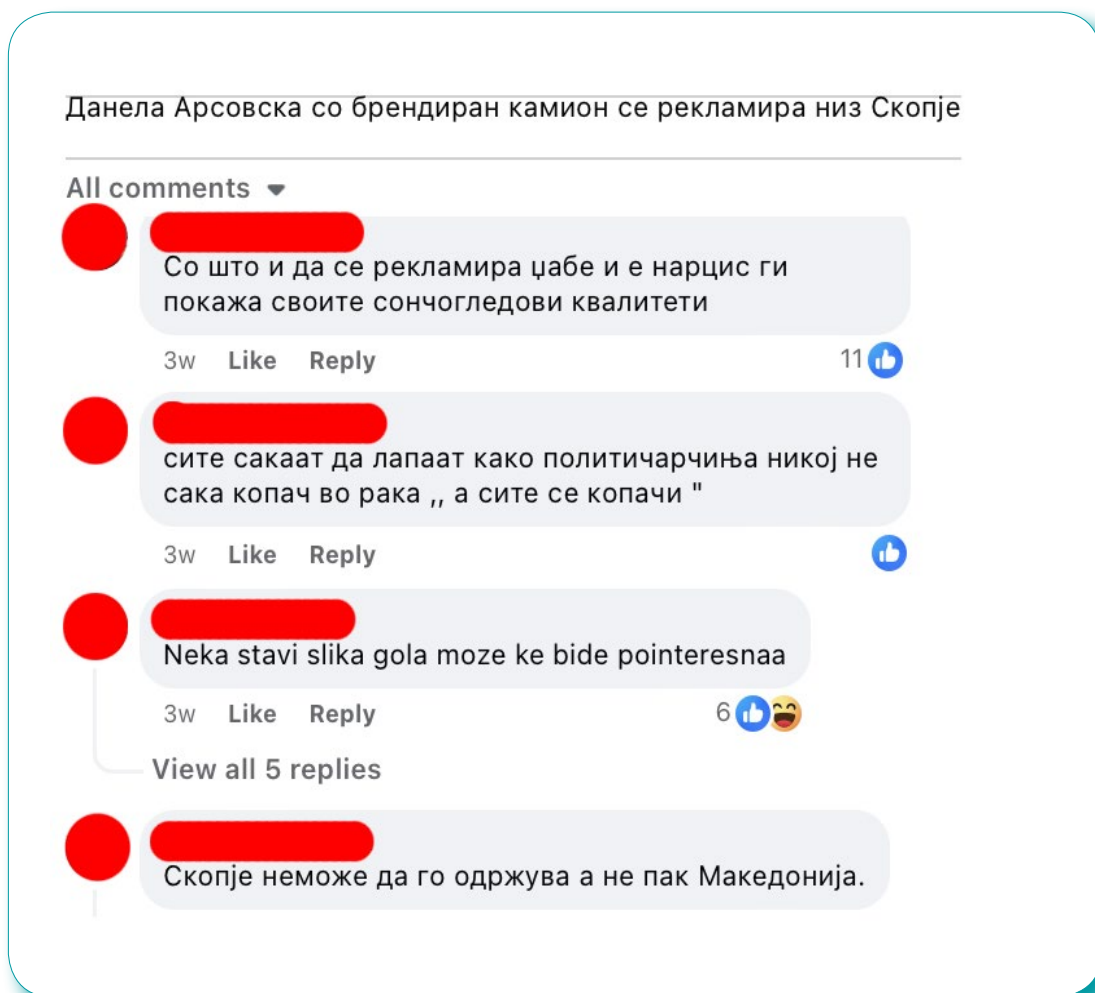 Данела Арсовска со брендиран камион се рекламира низ Скопје
All comments
Со што и да се рекламира џабе и е нарцис ги
покажа своите сончогледови квалитети
3w Like Reply 11
сите сакаат да лапаат како политичарчиња никој не
сака копач во рака ,, а сите се копачи "
3w Like Reply
Neka stavi slika gola moze ke bide pointeresnaa
3w Like Reply 6
View all 5 replies
Скопје неможе да го одржува а не пак Македонија.